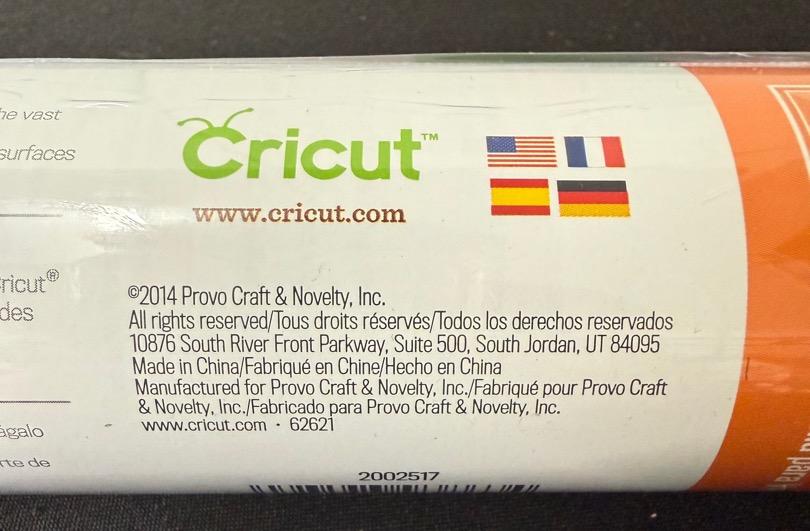 he vast
surfaces
ricut®
des
égalo
rte de
Cricut™
www.cricut.com
©2014 Provo Craft & Novelty, Inc.
All rights reserved/Tous droits réservés/Todos los derechos reservados
10876 South River Front Parkway, Suite 500, South Jordan, UT 84095
Made in China/Fabriqué en Chine/Hecho en China
Manufactured for Provo Craft & Novelty, Inc./Fabriqué pour Provo Craft
& Novelty, Inc./Fabricado para Provo Craft & Novelty, Inc.
www.cricut.com · 62621
2002517
para